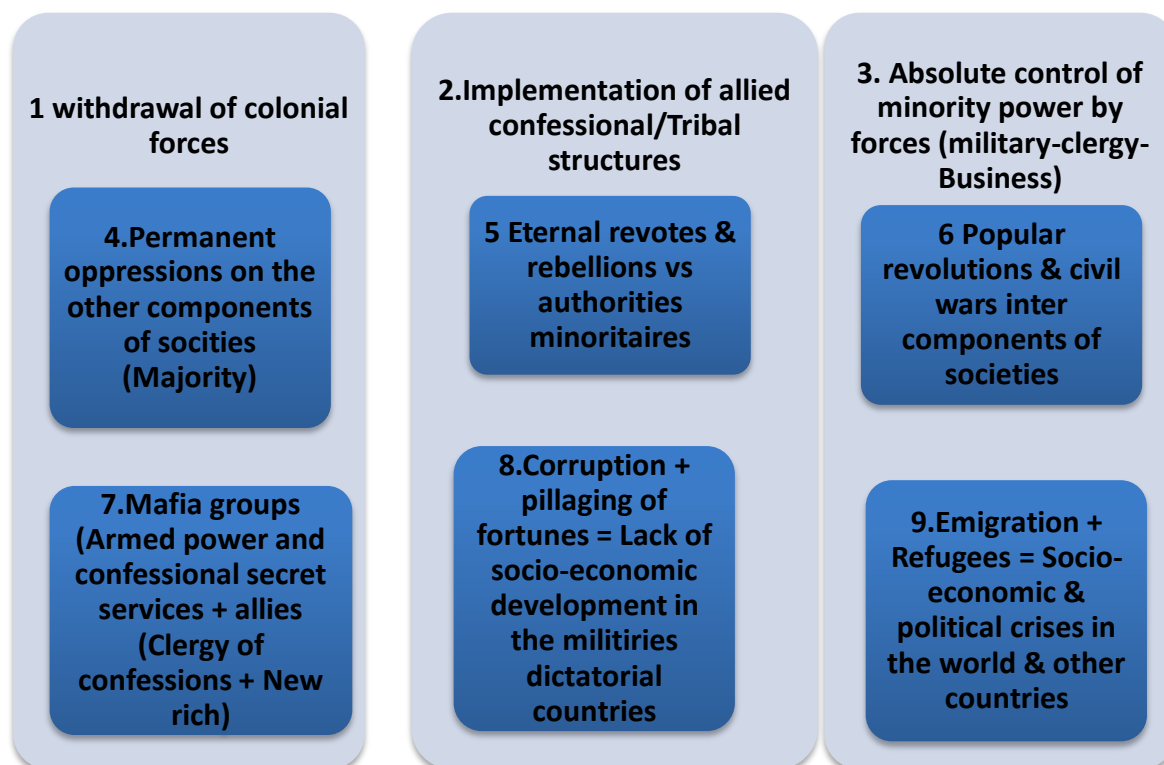 1 withdrawal of colonial
forces
2.Implementation of allied
confessional/Tribal
structures
3. Absolute control of
minority power by
forces (military-clergy-
Business)
4.Permanent
oppressions on the
other components
of socities
(Majority)
5 Eternal revotes &
rebellions vs
authorities
minoritaires
6 Popular
revolutions & civil
wars inter
components of
societies
7.Mafia groups
(Armed power and
confessional secret
services + allies
(Clergy of
confessions + New
rich)
8.Corruption +
pillaging of
fortunes = Lack of
socio-economic
development in
the militiries
dictatorial
countries
9.Emigration +
Refugees = Socio-
economic &
political crises in
the world & other
countries